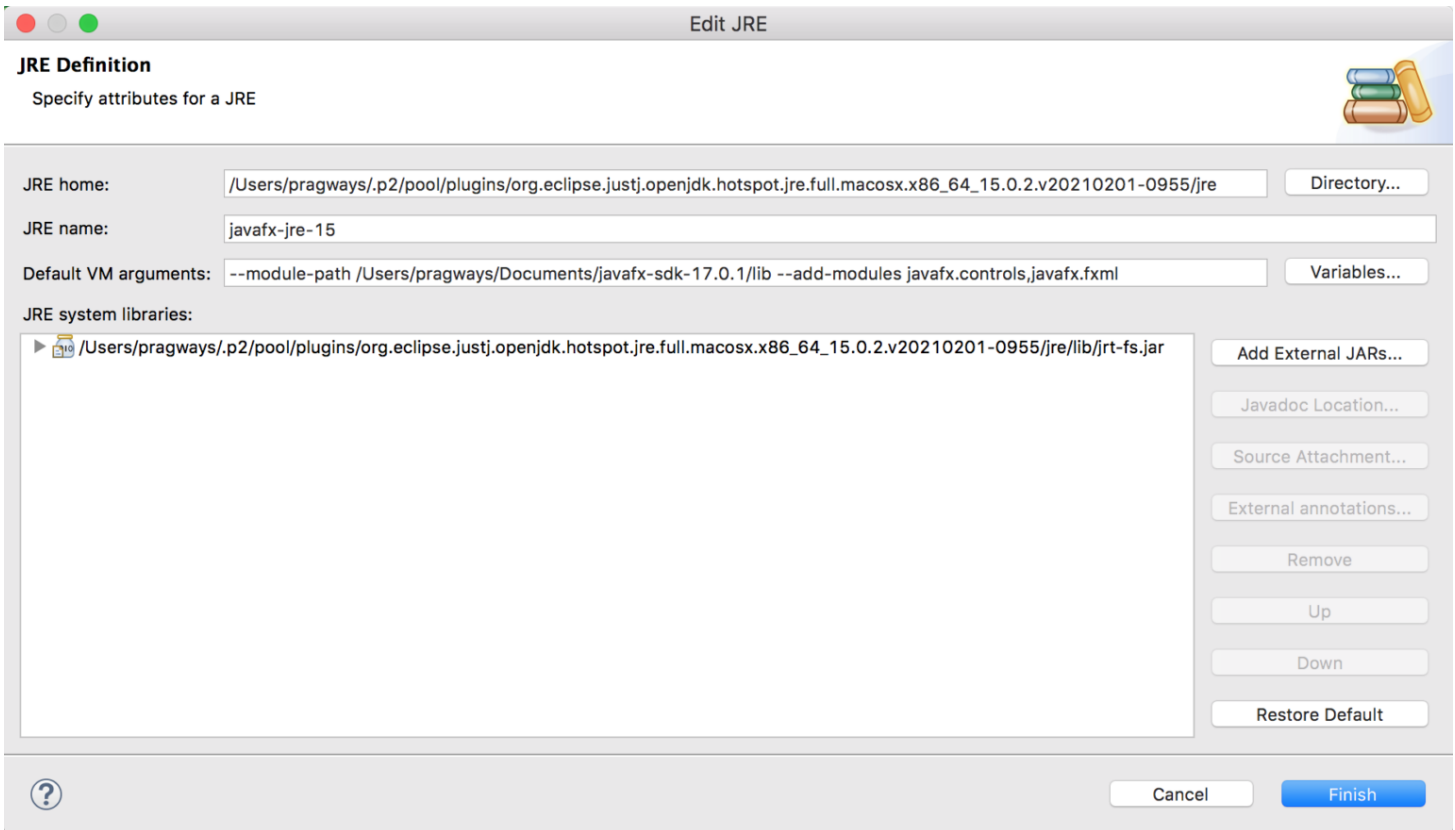 Edit JRE
JRE Definition
Specify attributes for a JRE
JRE home: /Users/pragways/.p2/pool/plugins/org.eclipse.justj.openjdk.hotspot.jre.full.macosx.x86_64_15.0.2.v20210201-0955/jre Directory...
JRE name: javafx-jre-15
Default VM arguments: --module-path /Users/pragways/Documents/javafx-sdk-17.0.1/lib --add-modules javafx.controls,javafx.fxml Variables...
JRE system libraries:
/Users/pragways/.p2/pool/plugins/org.eclipse.justj.openjdk.hotspot.jre.full.macosx.x86_64_15.0.2.v20210201-0955/jre/lib/jrt-fs.jar
Add External JARs...
Javadoc Location...
Source Attachment...
External annotations...
Remove
Up
Down
Restore Default
? Cancel Finish